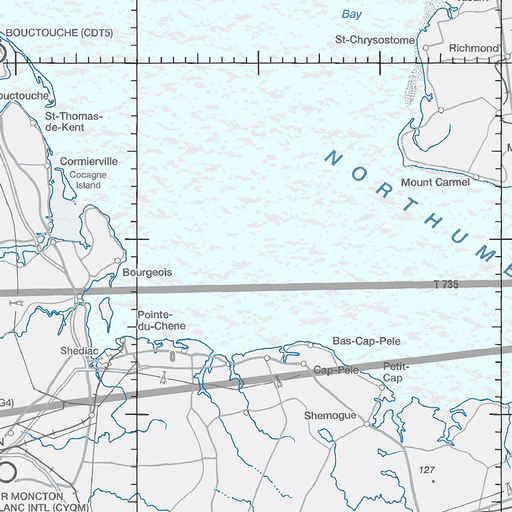 Bay
BOUCTOUCHE (CDT5)
St-Chrysostome
Richmond
St-Thomas-
de-Kent
Cormierville
Cocagne
Island
Mount Carmel
NORTHUMBE
Bourgeois
T 735
Pointe-
du-Chene
Shediac
Bas-Cap-Pele
Cap-Pele
Petit-
Cap
G4)
Shemogue
127
R MONCTON
LANC INTL (CYQM)